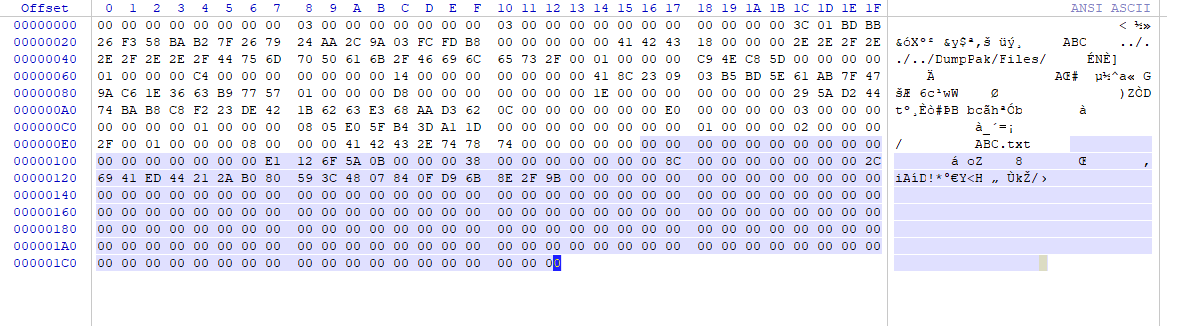 Offset 0 1 2 3 4 5 6 7 8 9 A B C D E F 10 11 12 13 14 15 16 17 18 19 1A 1B 1C 1D 1E 1F ANSI ASCII
00000000 00 00 00 00 00 00 00 00 03 00 00 00 00 00 00 00 03 00 00 00 00 00 00 00 00 00 00 00 3C 01 BD BB < ½»
00000020 26 F3 58 BA B2 7F 26 79 24 AA 2C 9A 03 FC FD B8 00 00 00 00 00 41 42 43 18 00 00 00 2E 2E 2F 2E &óXº² &y$ª,š üý¸ ABC ../.
00000040 2E 2F 2E 2E 2F 44 75 6D 70 50 61 6B 2F 46 69 6C 65 73 2F 00 01 00 00 00 00 C9 4E C8 5D 00 00 00 ./../DumpPak/Files/ ÉNÈ]
00000060 01 00 00 00 C4 00 00 00 00 00 00 00 14 00 00 00 00 00 00 00 41 8C 23 09 03 B5 BD 5E 61 AB 7F 47 Ä AŒ# µ½^a« G
00000080 9A C6 1E 36 63 B9 77 57 01 00 00 00 D8 00 00 00 00 00 00 00 1E 00 00 00 00 00 00 00 29 5A D2 44 šÆ 6c¹wW Ø )ZÒD
000000A0 74 BA B8 C8 F2 23 DE 42 1B 62 63 E3 68 AA D3 62 0C 00 00 00 00 00 00 E0 00 00 00 00 03 00 00 00 tº¸Èò#ÞB bcãhªÓb à
000000C0 00 00 00 00 01 00 00 00 08 05 E0 5F B4 3D A1 1D 00 00 00 00 00 00 00 00 01 00 00 00 02 00 00 00 à_´=¡
000000E0 2F 00 01 00 00 00 08 00 00 00 41 42 43 2E 74 78 74 00 00 00 00 00 00 00 00 00 00 00 00 00 00 00 / ABC.txt
00000100 00 00 00 00 00 00 00 E1 12 6F 5A 0B 00 00 00 38 00 00 00 00 00 00 00 8C 00 00 00 00 00 00 00 2C á oZ 8 Œ ,
00000120 69 41 ED 44 21 2A B0 80 59 3C 48 07 84 0F D9 6B 8E 2F 9B 00 00 00 00 00 00 00 00 00 00 00 00 00 iAíD!*°€Y<H „ ÙkŽ/›
00000140 00 00 00 00 00 00 00 00 00 00 00 00 00 00 00 00 00 00 00 00 00 00 00 00 00 00 00 00 00 00 00 00
00000160 00 00 00 00 00 00 00 00 00 00 00 00 00 00 00 00 00 00 00 00 00 00 00 00 00 00 00 00 00 00 00 00
00000180 00 00 00 00 00 00 00 00 00 00 00 00 00 00 00 00 00 00 00 00 00 00 00 00 00 00 00 00 00 00 00 00
000001A0 00 00 00 00 00 00 00 00 00 00 00 00 00 00 00 00 00 00 00 00 00 00 00 00 00 00 00 00 00 00 00 00
000001C0 00 00 00 00 00 00 00 00 00 00 00 00 00 00 00 00 00 00 00